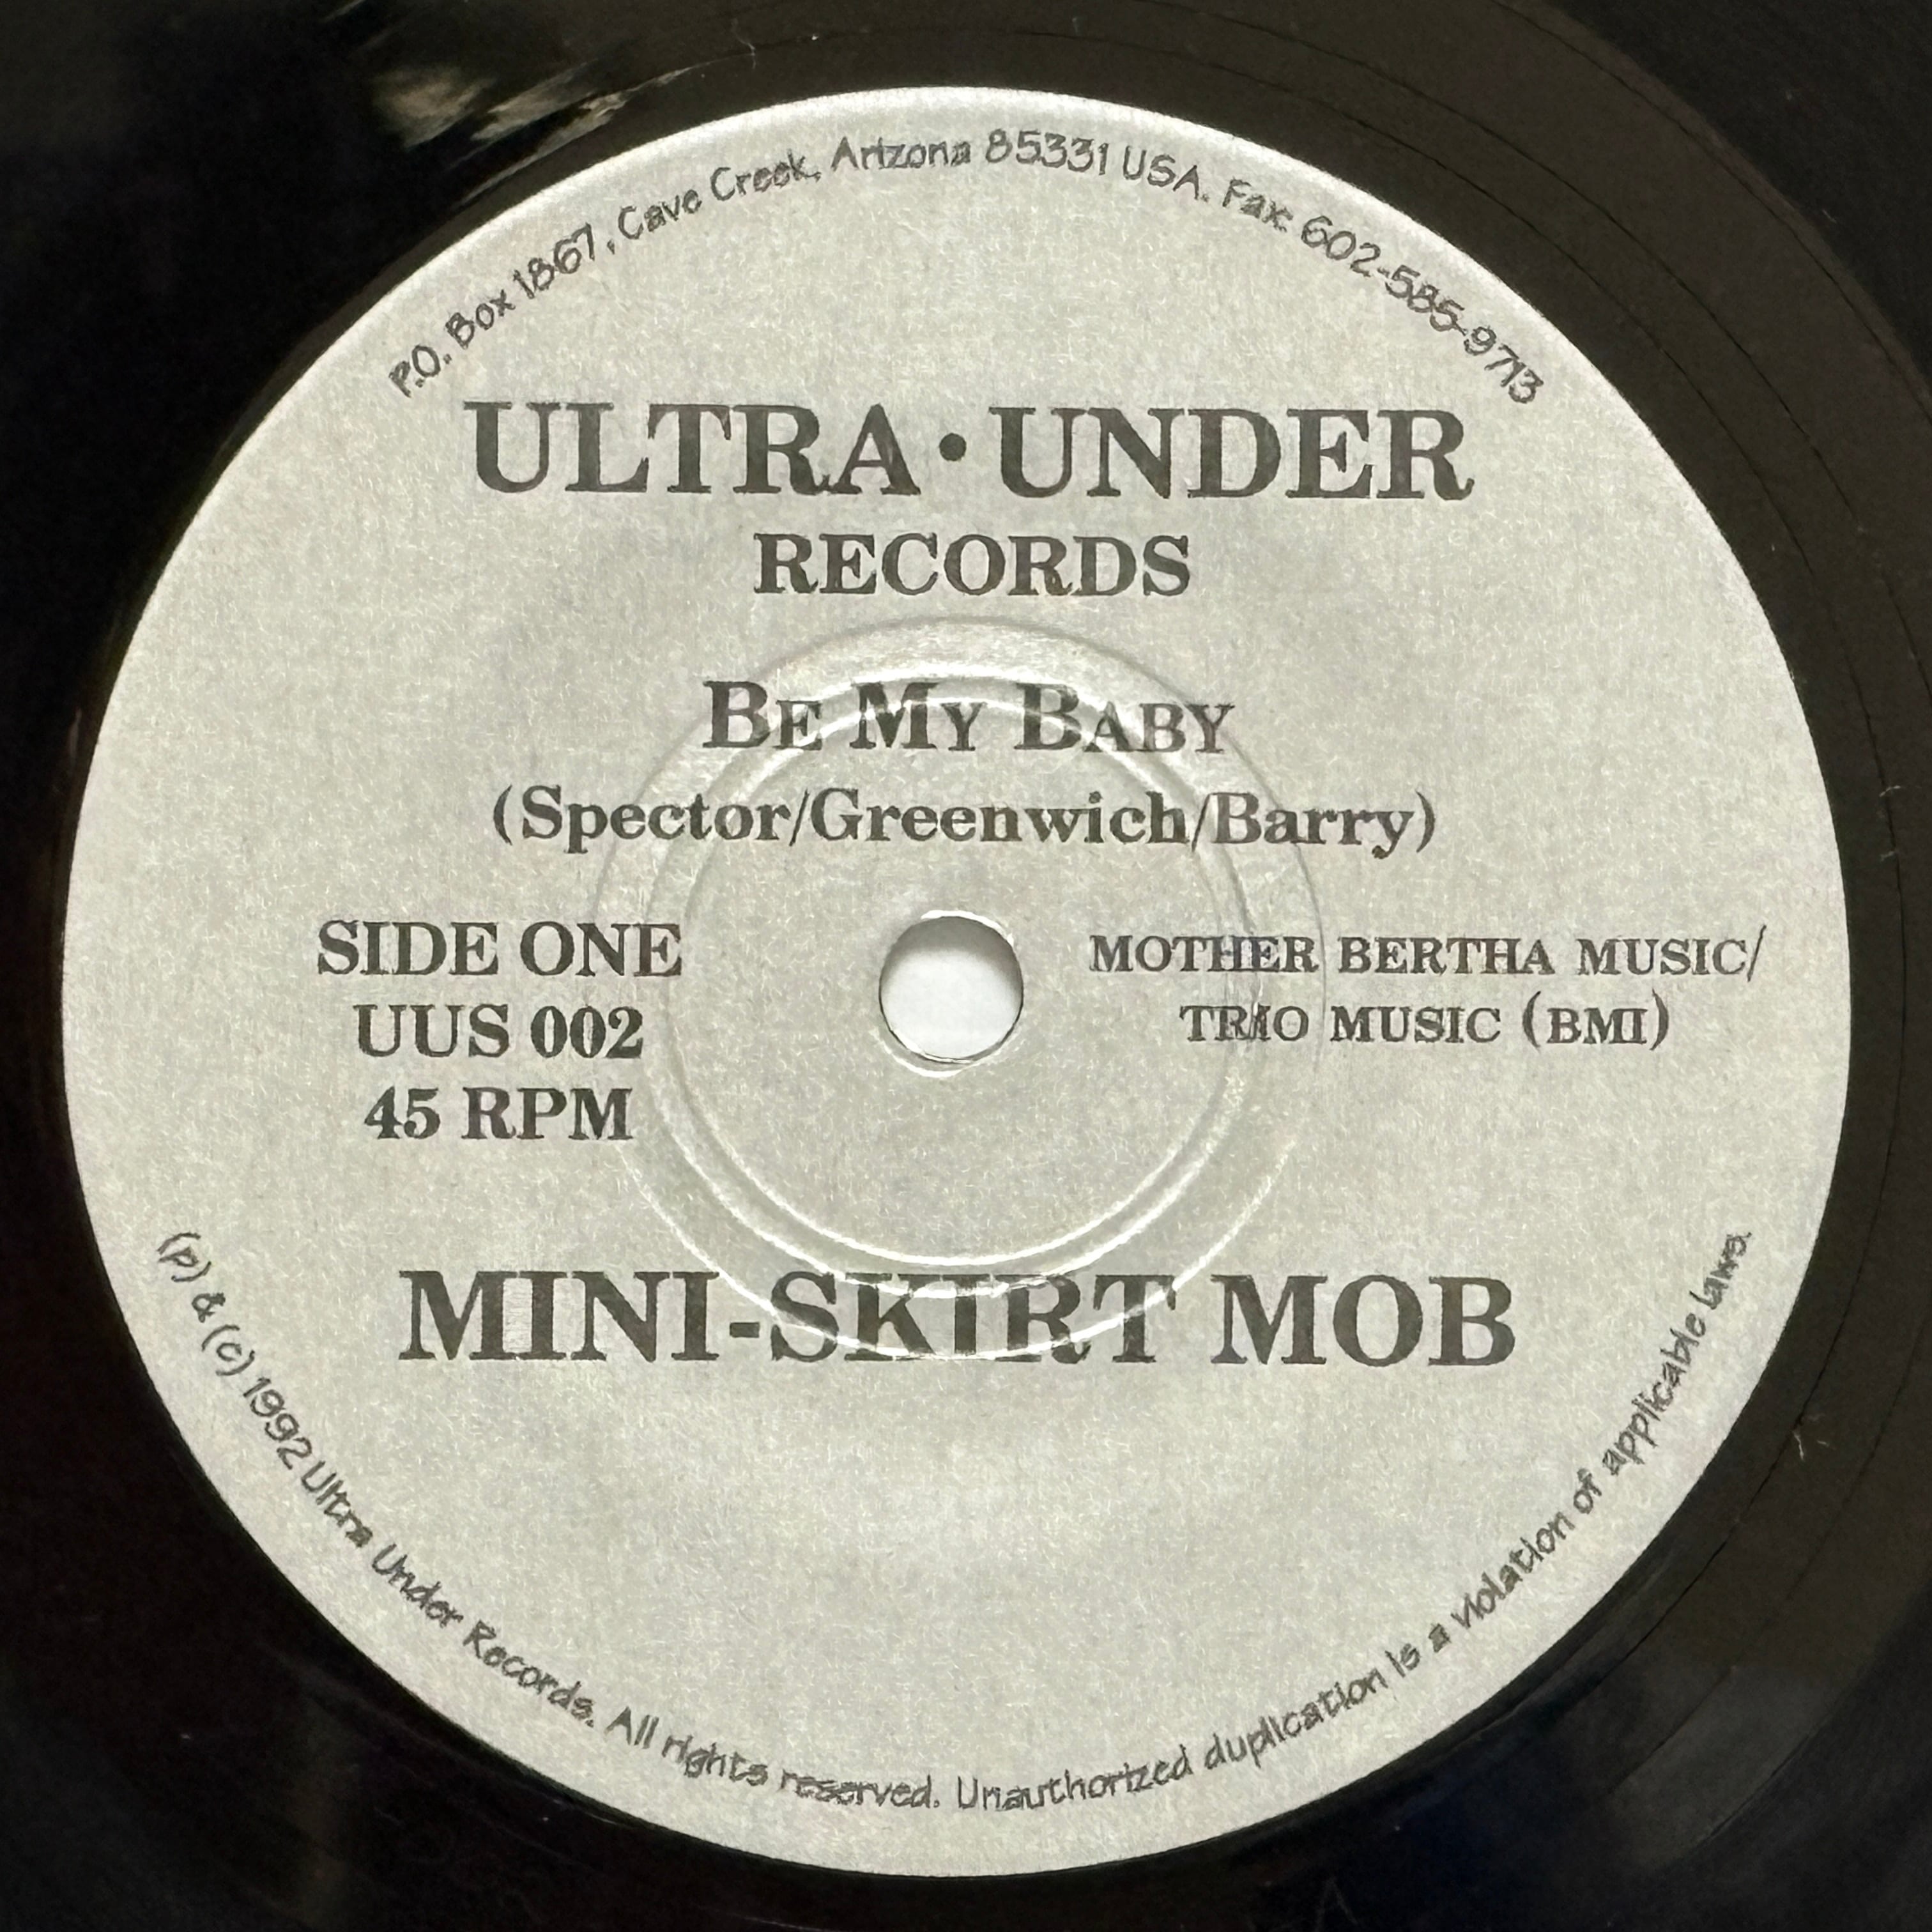 P.O. Box 1867, Cave Creek, Arizona 85331 USA. Fax: 602-585-9713
ULTRA·UNDER
RECORDS
BE MY BABY
(Spector/Greenwich/Barry)
SIDE ONE
UUS 002
45 RPM
MOTHER BERTHA MUSIC/
TRIO MUSIC (BMI)
MINI-SKIRT MOB
(p) & (c) 1992 Ultra Under Records. All rights reserved. Unauthorized duplication is a violation of applicable laws.